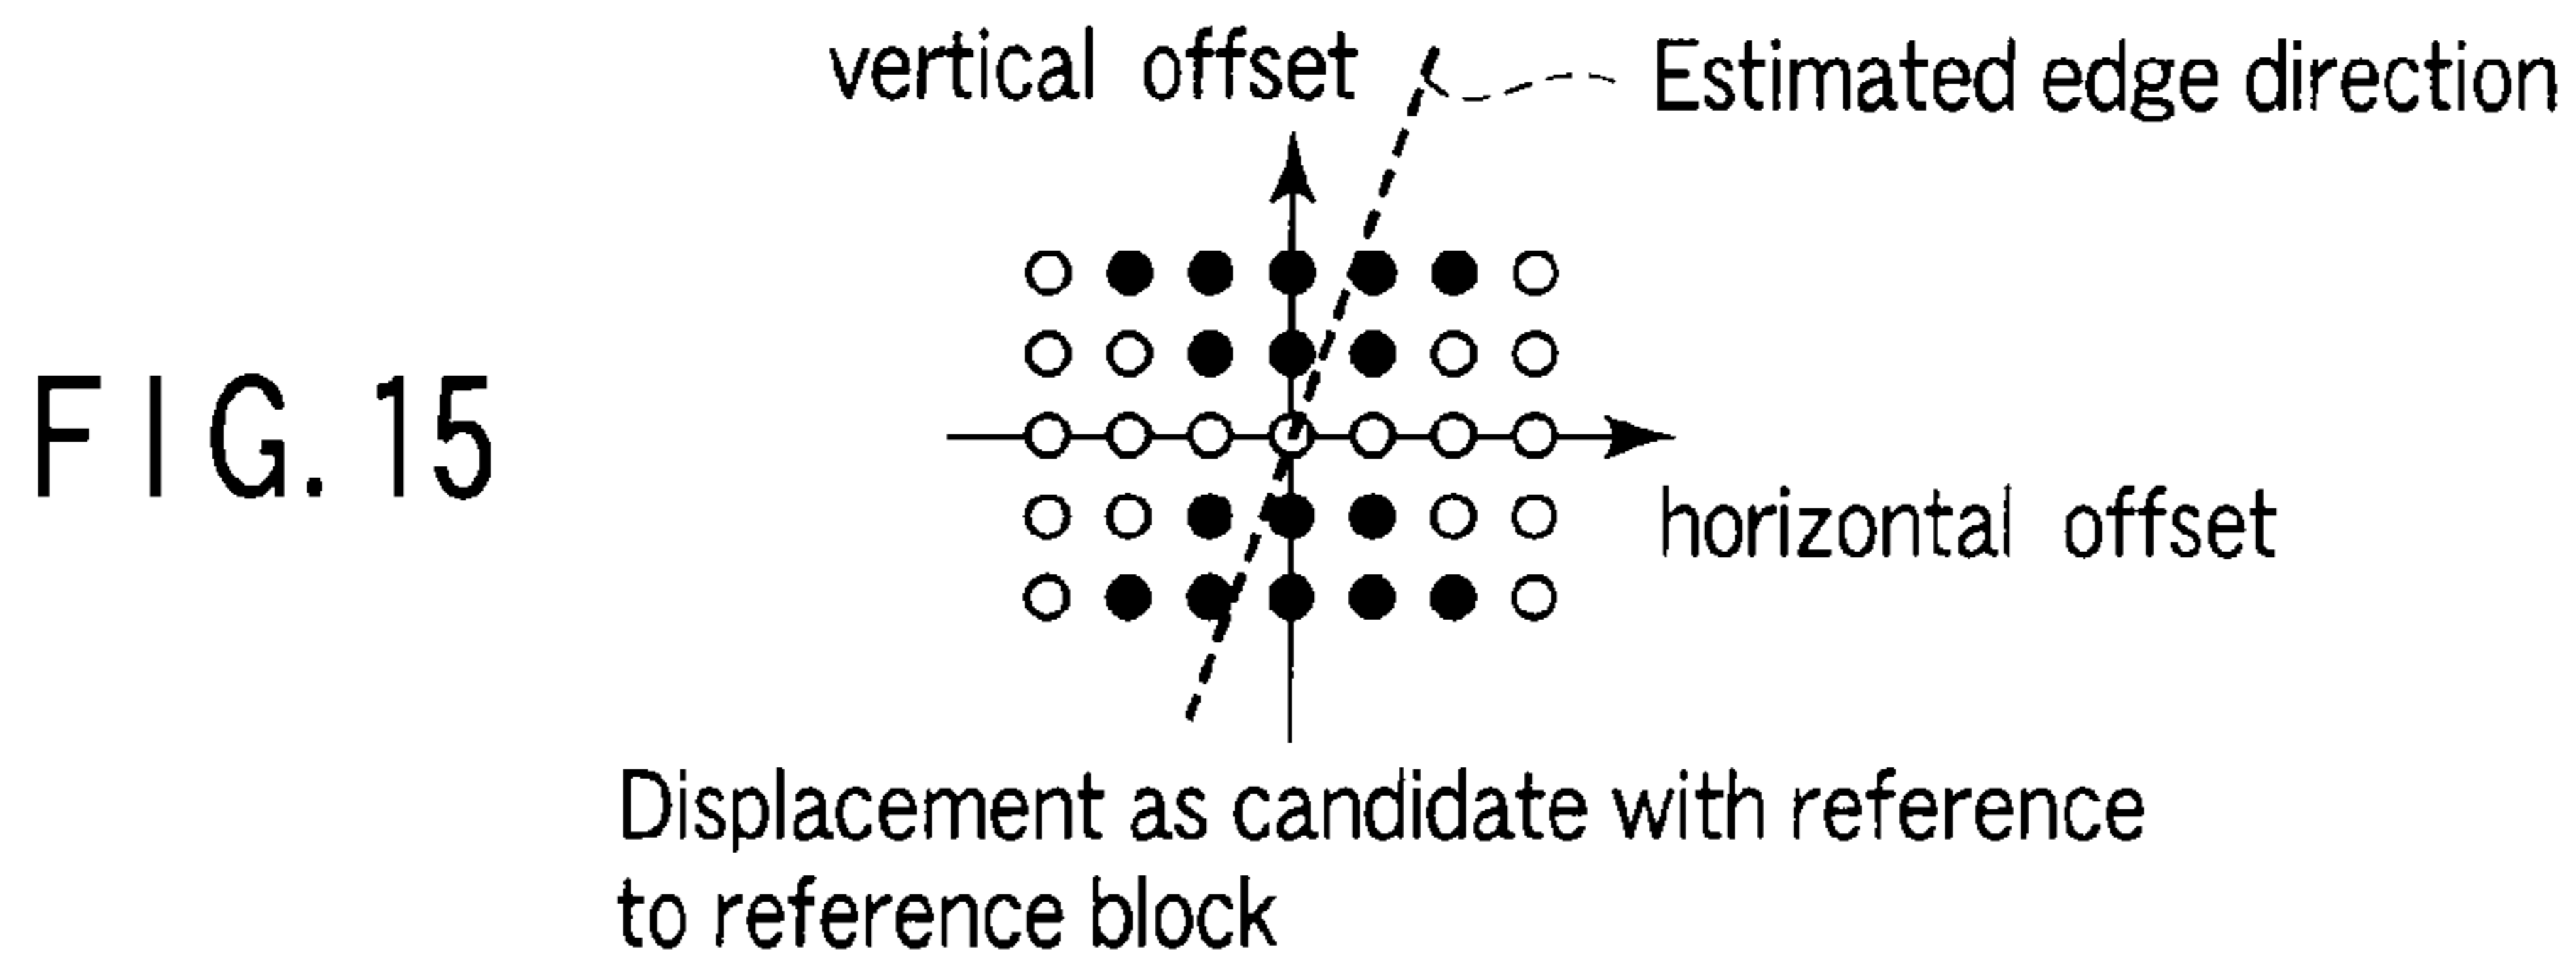 vertical offset
Estimated edge direction
FIG. 15
horizontal offset
Displacement as candidate with reference
to reference block